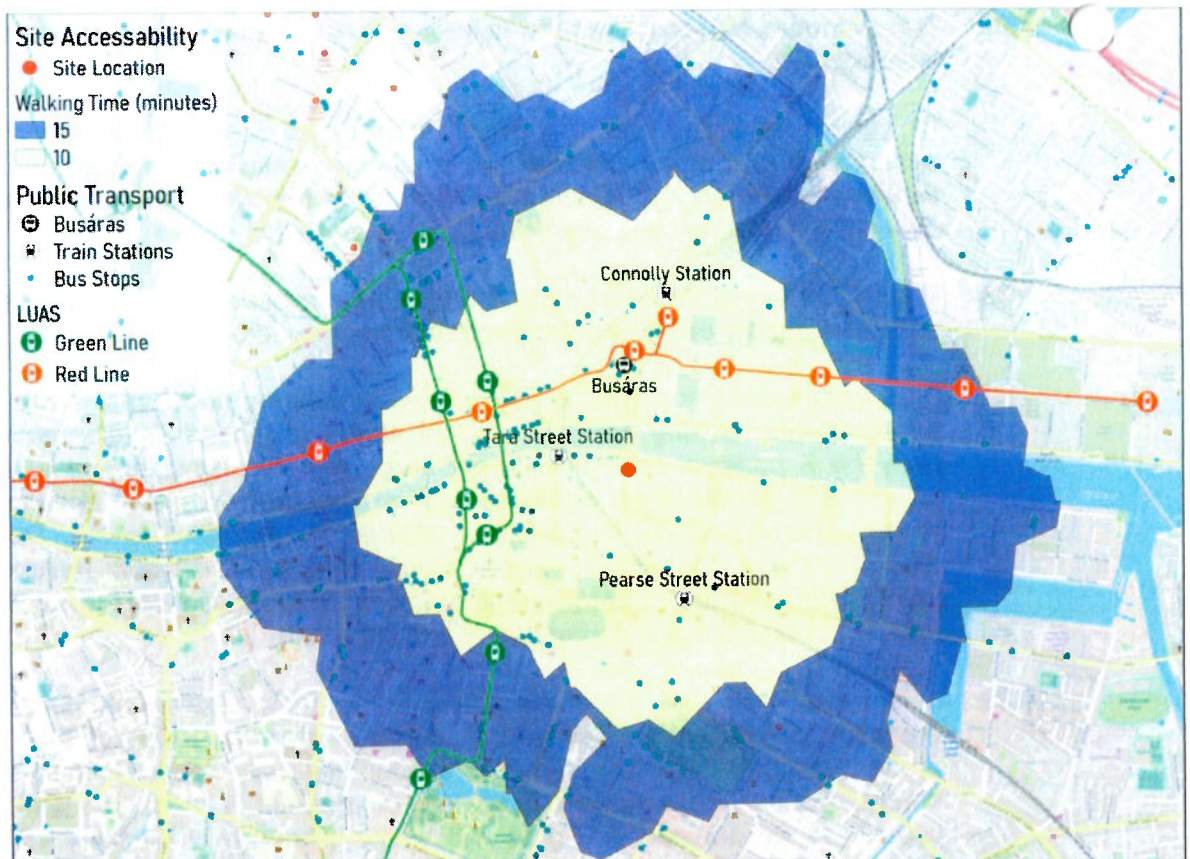 Site Accessability
Site Location
Walking Time (minutes)
15
10
Public Transport
Busáras
Train Stations
Bus Stops
LUAS
Green Line
Red Line
Connolly Station
Busáras
Tara Street Station
Pearse Street Station